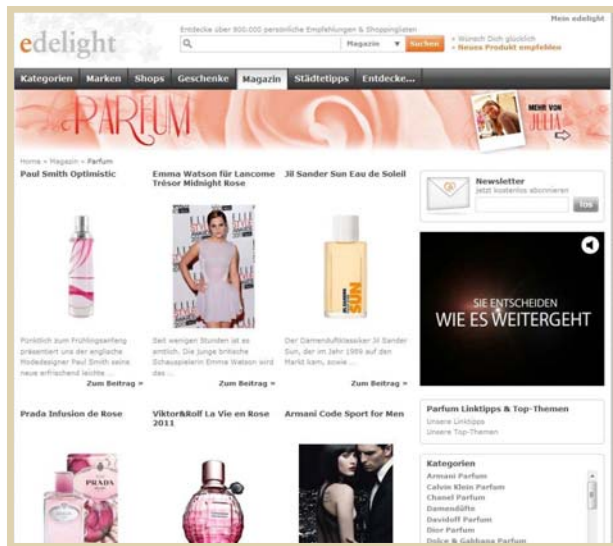 Mein edelight
edelight
Entdecke über 800.000 persönliche Empfehlungen & Shoppinglisten
Magazin ▼ Suchen
» Wünsch Dich glücklich
» Neues Produkt empfehlen
Kategorien Marken Shops Geschenke Magazin Städtetipps Entdecke...
PARFUM
MEHR VON
JULIA
Home » Magazin » Parfum
Paul Smith Optimistic
Pünktlich zum Frühlingsanfang
präsentiert uns der englische
Modedesigner Paul Smith seine
neue erfrischend leichte ...
Zum Beitrag »
Emma Watson für Lancome
Trésor Midnight Rose
ELLE
STYLE
AWARDS
Seit wenigen Stunden ist es
amtlich. Die junge britische
Schauspielerin Emma Watson wird
das ...
Zum Beitrag »
Jil Sander Sun Eau de Soleil
JIL SANDER
SUN
Der Damenduftklassiker Jil Sander
Sun, der im Jahr 1989 auf den
Markt kam, sowie ...
Zum Beitrag »
Newsletter
jetzt kostenlos abonnieren
los
SIE ENTSCHEIDEN
WIE ES WEITERGEHT
Prada Infusion de Rose
PRADA
Viktor&Rolf La Vie en Rose
2011
Armani Code Sport for Men
Parfum Linktipps & Top-Themen
Unsere Linktipps
Unsere Top-Themen
Kategorien
Armani Parfum
Calvin Klein Parfum
Chanel Parfum
Damendüfte
Davidoff Parfum
Dior Parfum
Dolce & Gabbana Parfum